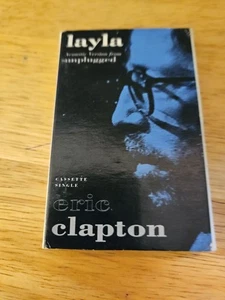 layla
Acoustic Version from
unplugged
CASSETTE
SINGLE
eric
clapton